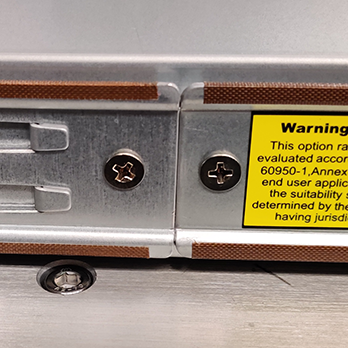 Warning
This option ra
evaluated accor
60950-1,Annex
end user applic
the suitability s
determined by the
having jurisdi